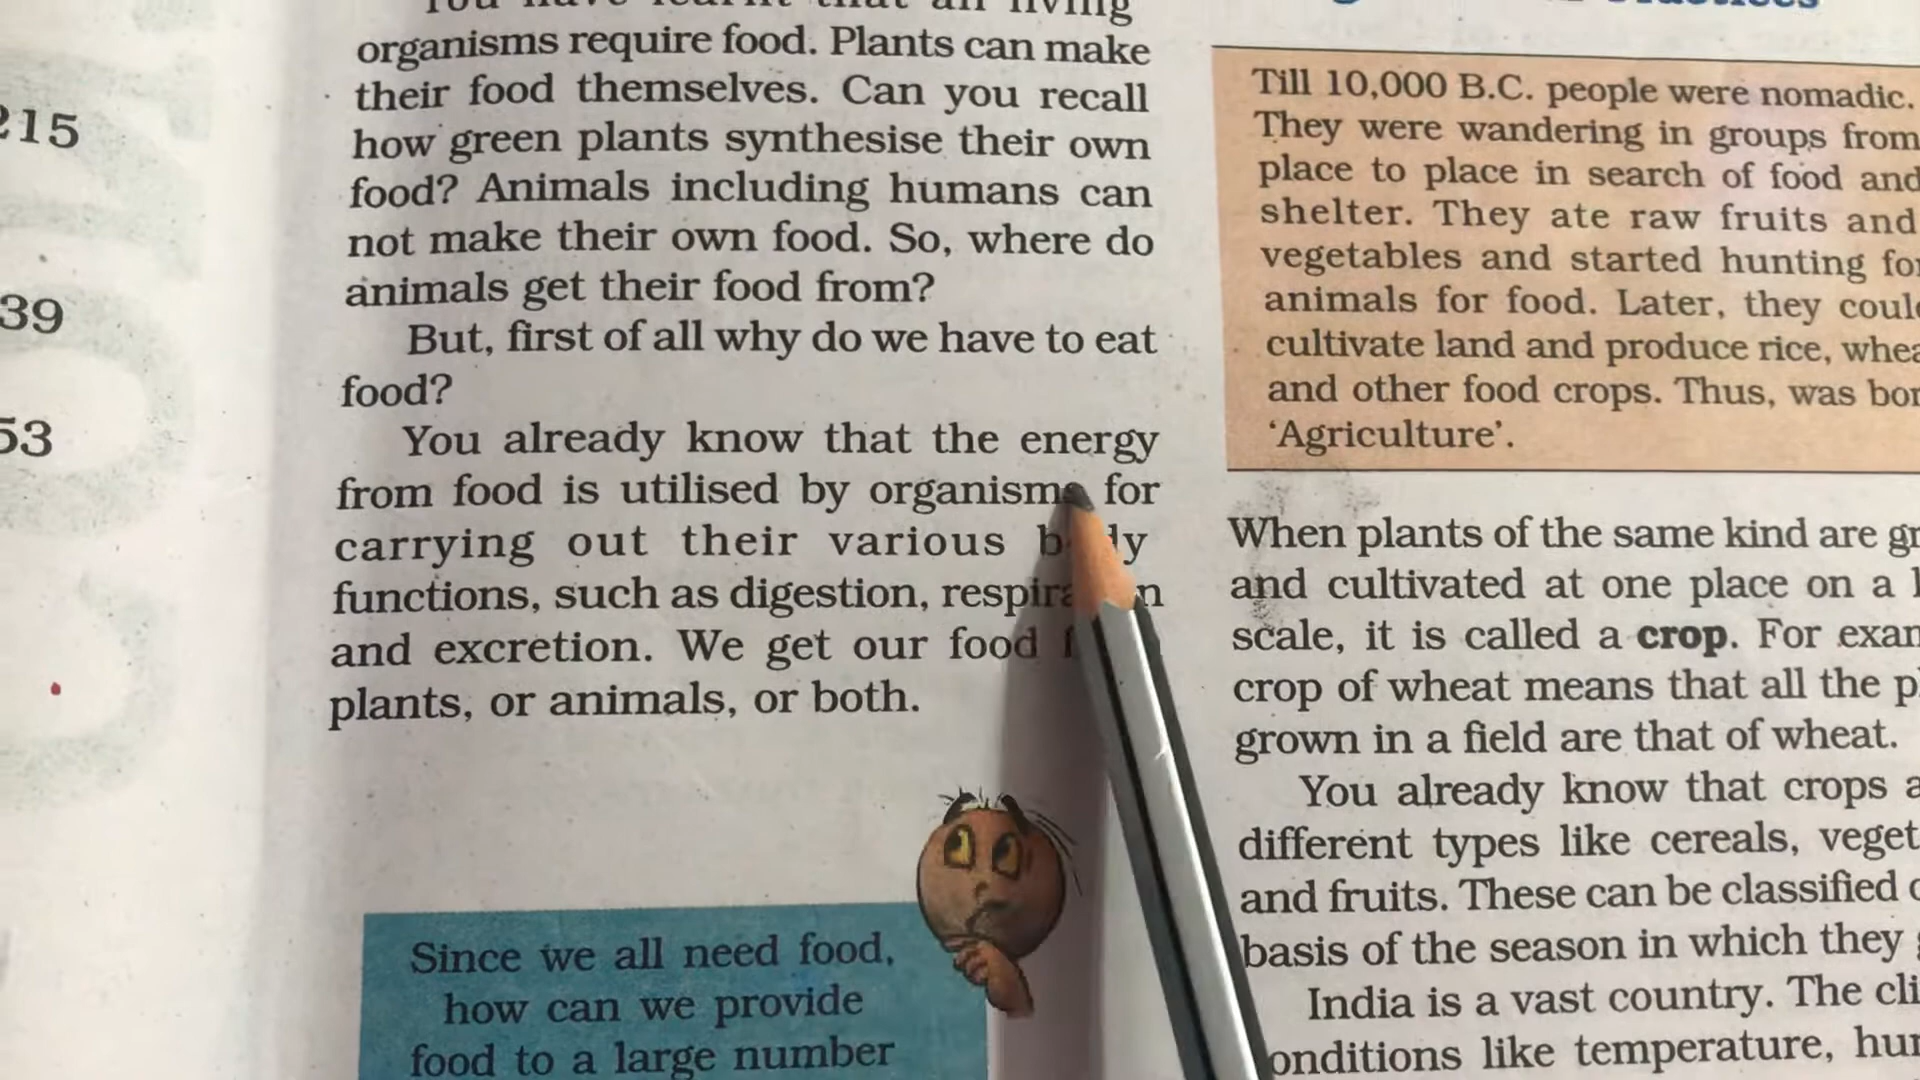 215
39
53
You have learnt that all living
organisms require food. Plants can make
their food themselves. Can you recall
how green plants synthesise their own
food? Animals including humans can
not make their own food. So, where do
animals get their food from?
But, first of all why do we have to eat
food?
You already know that the energy
from food is utilised by organisms for
carrying out their various
functions, such as digestion,
and excretion. We get our food
plants, or animals, or both.
Since we all need food,
how can we provide
food to a large number
Practices
Till 10,000 B.C. people were nomadic.
They were wandering in groups from
place to place in search of food and
shelter. They ate raw fruits and
vegetables and started hunting for
animals for food. Later, they could
cultivate land and produce rice,
and other food crops. Thus, was
‘Agriculture’.
When plants of the same kind are
and cultivated at one place on a
scale, it is called a crop. For
crop of wheat means that all the
grown in a field are that of wheat.
You already know that crops
different types like cereals,
and fruits. These can be classified
basis of the season in which they
India is a vast country. The
conditions like temperature,